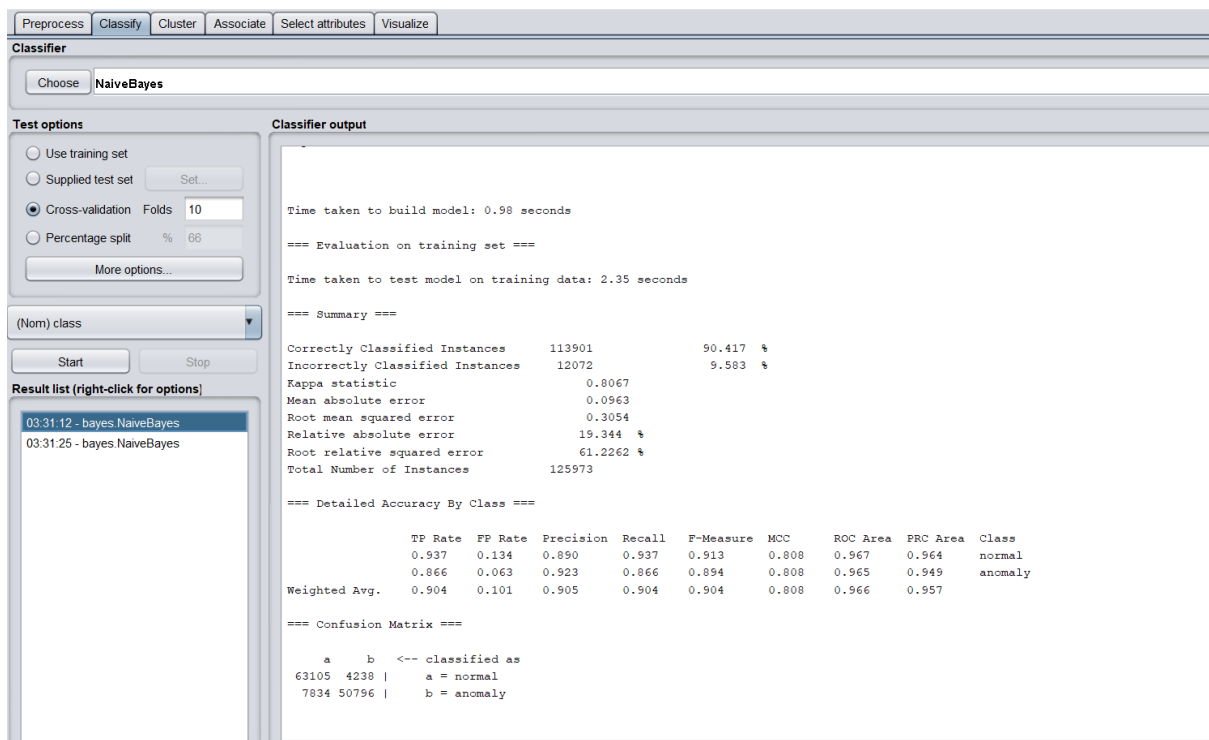 Preprocess Classify Cluster Associate Select attributes Visualize
Classifier
Choose NaiveBayes
Test options
Use training set
Supplied test set Set...
Cross-validation Folds 10
Percentage split % 66
More options...
(Nom) class
Start Stop
Result list (right-click for options)
03:31:12 - bayes.NaiveBayes
03:31:25 - bayes.NaiveBayes
Classifier output
Time taken to build model: 0.98 seconds
=== Evaluation on training set ===
Time taken to test model on training data: 2.35 seconds
=== Summary ===
Correctly Classified Instances 113901 90.417 %
Incorrectly Classified Instances 12072 9.583 %
Kappa statistic 0.8067
Mean absolute error 0.0963
Root mean squared error 0.3054
Relative absolute error 19.344 %
Root relative squared error 61.2262 %
Total Number of Instances 125973
=== Detailed Accuracy By Class ===
TP Rate FP Rate Precision Recall F-Measure MCC ROC Area PRC Area Class
0.937 0.134 0.890 0.937 0.913 0.808 0.967 0.964 normal
0.866 0.063 0.923 0.866 0.894 0.808 0.965 0.949 anomaly
Weighted Avg. 0.904 0.101 0.905 0.904 0.904 0.808 0.966 0.957
=== Confusion Matrix ===
a b <-- classified as
63105 4238 | a = normal
7834 50796 | b = anomaly